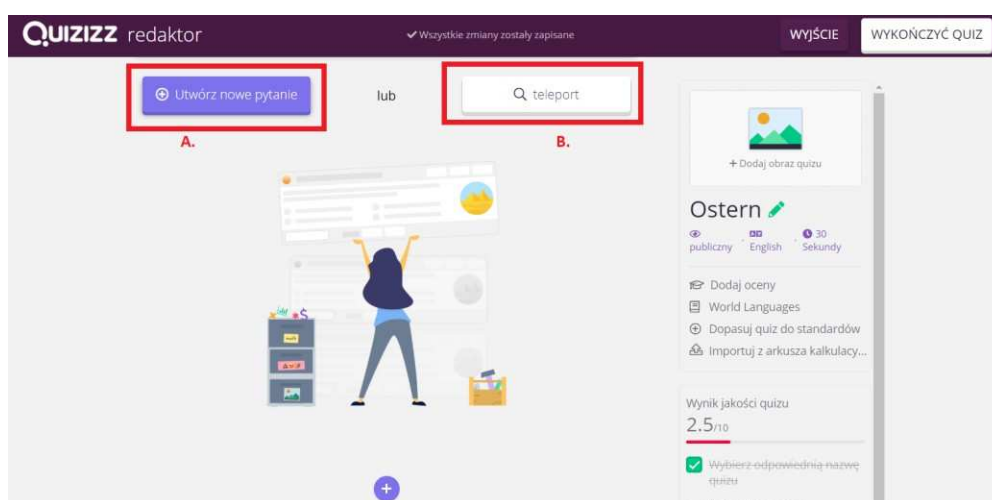 QUIZIZZ redaktor
Wszystkie zmiany zostały zapisane
WYJŚCIE
WYKOŃCZYĆ QUIZ
Utwórz nowe pytanie
lub
teleport
A.
B.
+ Dodaj obraz quizu
Ostern
publiczny
English
30
Sekundy
Dodaj oceny
World Languages
Dopasuj quiz do standardów
Importuj z arkusza kalkulacy...
Wynik jakości quizu
2.5/10
Wybierz odpowiednią nazwę
quizu